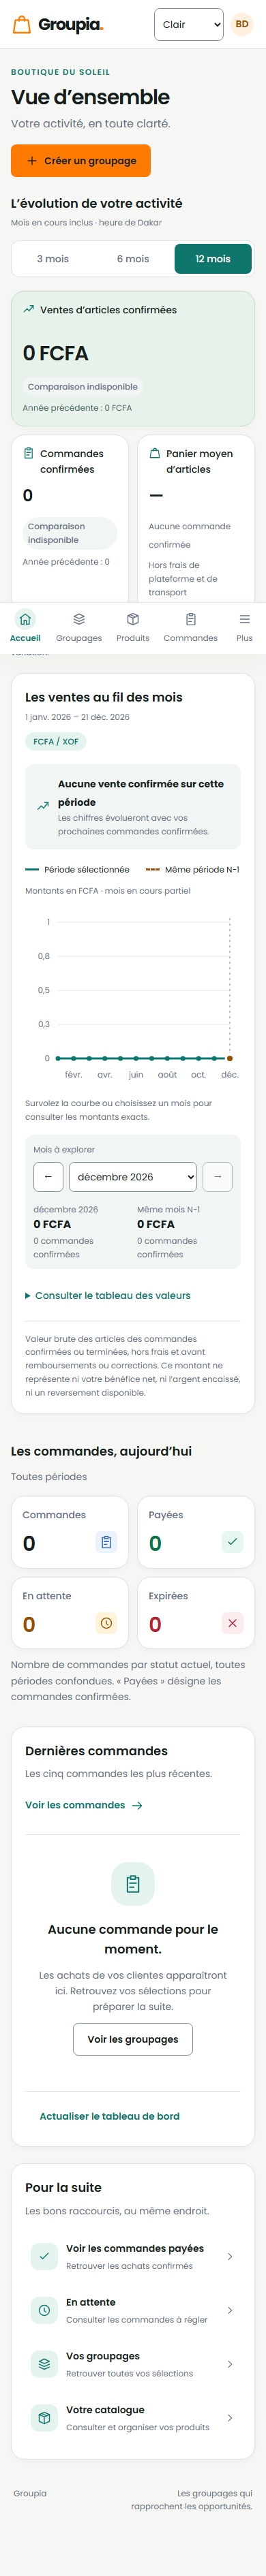 Groupia.
Clair
BD
BOUTIQUE DU SOLEIL
Vue d’ensemble
Votre activité, en toute clarté.
Créer un groupage
L’évolution de votre activité
Mois en cours inclus · heure de Dakar
3 mois
6 mois
12 mois
Ventes d’articles confirmées
0 FCFA
Comparaison indisponible
Année précédente : 0 FCFA
Commandes
confirmées
0
Comparaison
indisponible
Année précédente : 0
Panier moyen
d’articles
—
Aucune commande
confirmée
Hors frais de
plateforme et de
transport
Accueil
Groupages
Produits
Commandes
Plus
Les ventes au fil des mois
1 janv. 2026 – 21 déc. 2026
FCFA / XOF
Aucune vente confirmée sur cette
période
Les chiffres évolueront avec vos
prochaines commandes confirmées.
Période sélectionnée
Même période N-1
Montants en FCFA · mois en cours partiel
1
0,8
0,5
0,3
0
févr.
avr.
juin
août
oct.
déc.
Survolez la courbe ou choisissez un mois pour
consulter les montants exacts.
Mois à explorer
←
décembre 2026
→
décembre 2026
0 FCFA
0 commandes
confirmées
Même mois N-1
0 FCFA
0 commandes
confirmées
Consulter le tableau des valeurs
Valeur brute des articles des commandes
confirmées ou terminées, hors frais et avant
remboursements ou corrections. Ce montant ne
représente ni votre bénéfice net, ni l’argent encaissé,
ni un reversement disponible.
Les commandes, aujourd’hui
Toutes périodes
Commandes
0
Payées
0
En attente
0
Expirées
0
Nombre de commandes par statut actuel, toutes
périodes confondues. « Payées » désigne les
commandes confirmées.
Dernières commandes
Les cinq commandes les plus récentes.
Voir les commandes →
Aucune commande pour le
moment.
Les achats de vos clientes apparaîtront
ici. Retrouvez vos sélections pour
préparer la suite.
Voir les groupages
Actualiser le tableau de bord
Pour la suite
Les bons raccourcis, au même endroit.
Voir les commandes payées
Retrouver les achats confirmés
En attente
Consulter les commandes à régler
Vos groupages
Retrouver toutes vos sélections
Votre catalogue
Consulter et organiser vos produits
Groupia
Les groupages qui
rapprochent les opportunités.